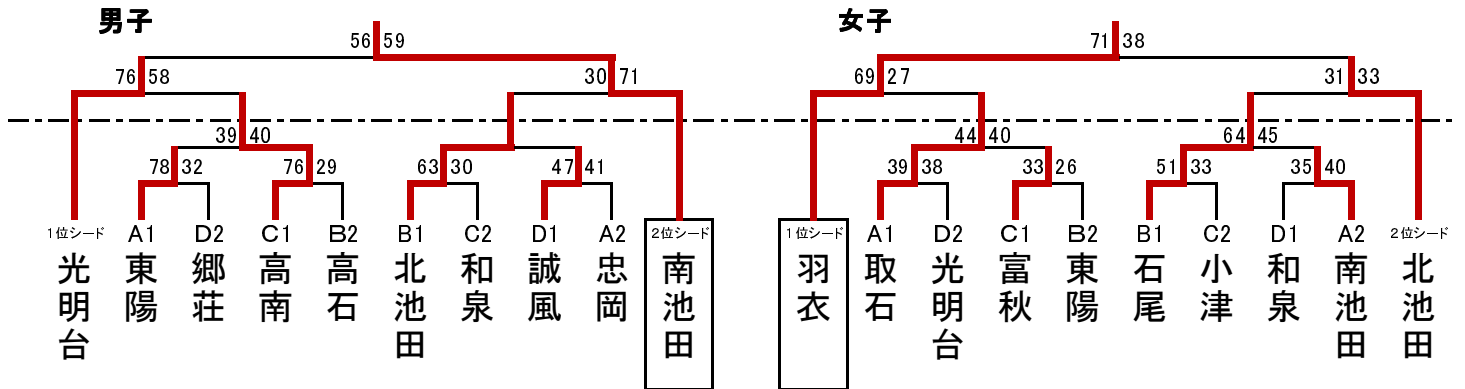 男子 女子
56 59 71 38
76 58 30 71 69 27 31 33
39 40 44 40 64 45
78 32 76 29 63 30 47 41 39 38 33 26 51 33 35 40
1位シード A1 D2 C1 B2 B1 C2 D1 A2 2位シード 1位シード A1 D2 C1 B2 B1 C2 D1 A2 2位シード
光明台 東陽 郷荘 高南 高石 北池田 和泉 誠風 忠岡 南池田 羽衣 取石 光明台 富秋 東陽 石尾 小津 和泉 南池田 北池田